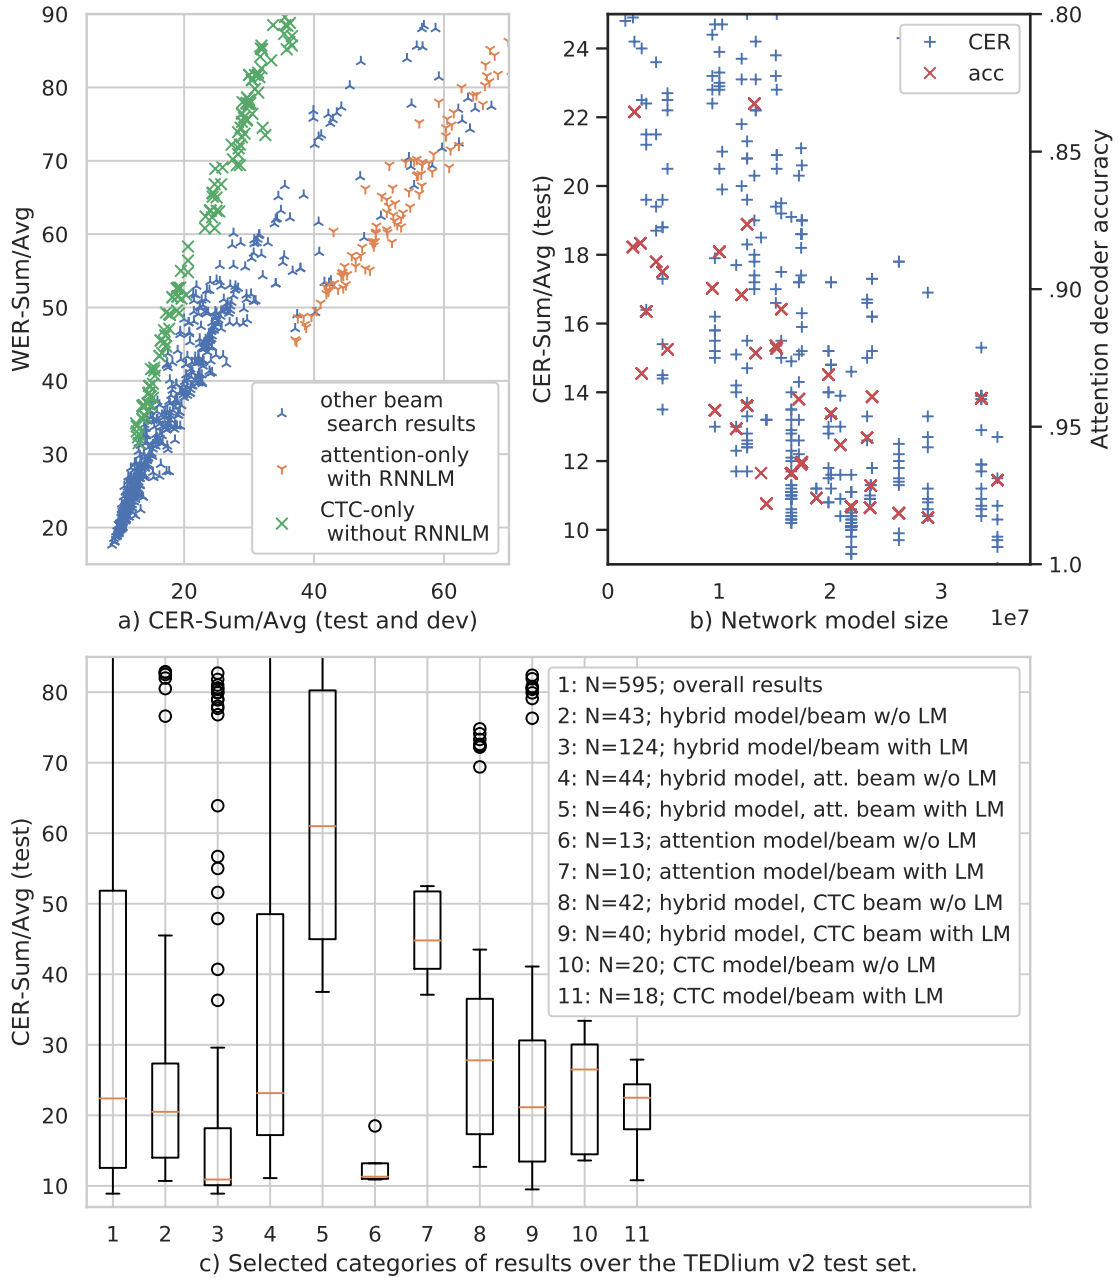 90
80
70
60
50
40
30
20
WER-Sum/Avg
20
40
60
a) CER-Sum/Avg (test and dev)
other beam
search results
attention-only
with RNNLM
CTC-only
without RNNLM
24
22
20
18
16
14
12
10
CER-Sum/Avg (test)
0
1
2
3
1e7
b) Network model size
CER
acc
.80
.85
.90
.95
1.0
Attention decoder accuracy
80
70
60
50
40
30
20
10
CER-Sum/Avg (test)
1
2
3
4
5
6
7
8
9
10
11
c) Selected categories of results over the TEDlium v2 test set.
1: N=595; overall results
2: N=43; hybrid model/beam w/o LM
3: N=124; hybrid model/beam with LM
4: N=44; hybrid model, att. beam w/o LM
5: N=46; hybrid model, att. beam with LM
6: N=13; attention model/beam w/o LM
7: N=10; attention model/beam with LM
8: N=42; hybrid model, CTC beam w/o LM
9: N=40; hybrid model, CTC beam with LM
10: N=20; CTC model/beam w/o LM
11: N=18; CTC model/beam with LM